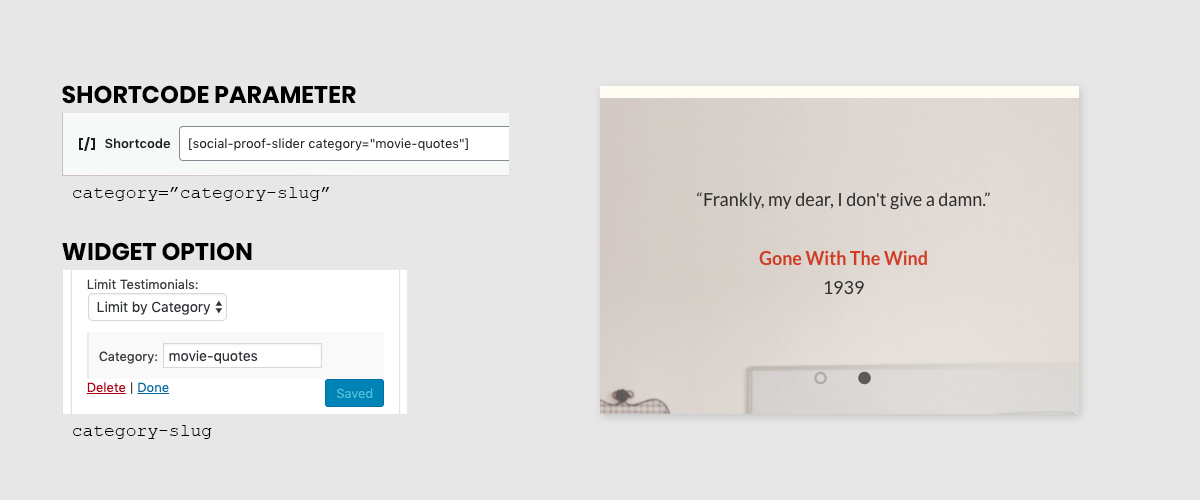 SHORTCODE PARAMETER
[/] Shortcode [social-proof-slider category="movie-quotes"]
category=”category-slug”
WIDGET OPTION
Limit Testimonials:
Limit by Category
Category: movie-quotes
Delete | Done Saved
category-slug
“Frankly, my dear, I don't give a damn.”
Gone With The Wind
1939